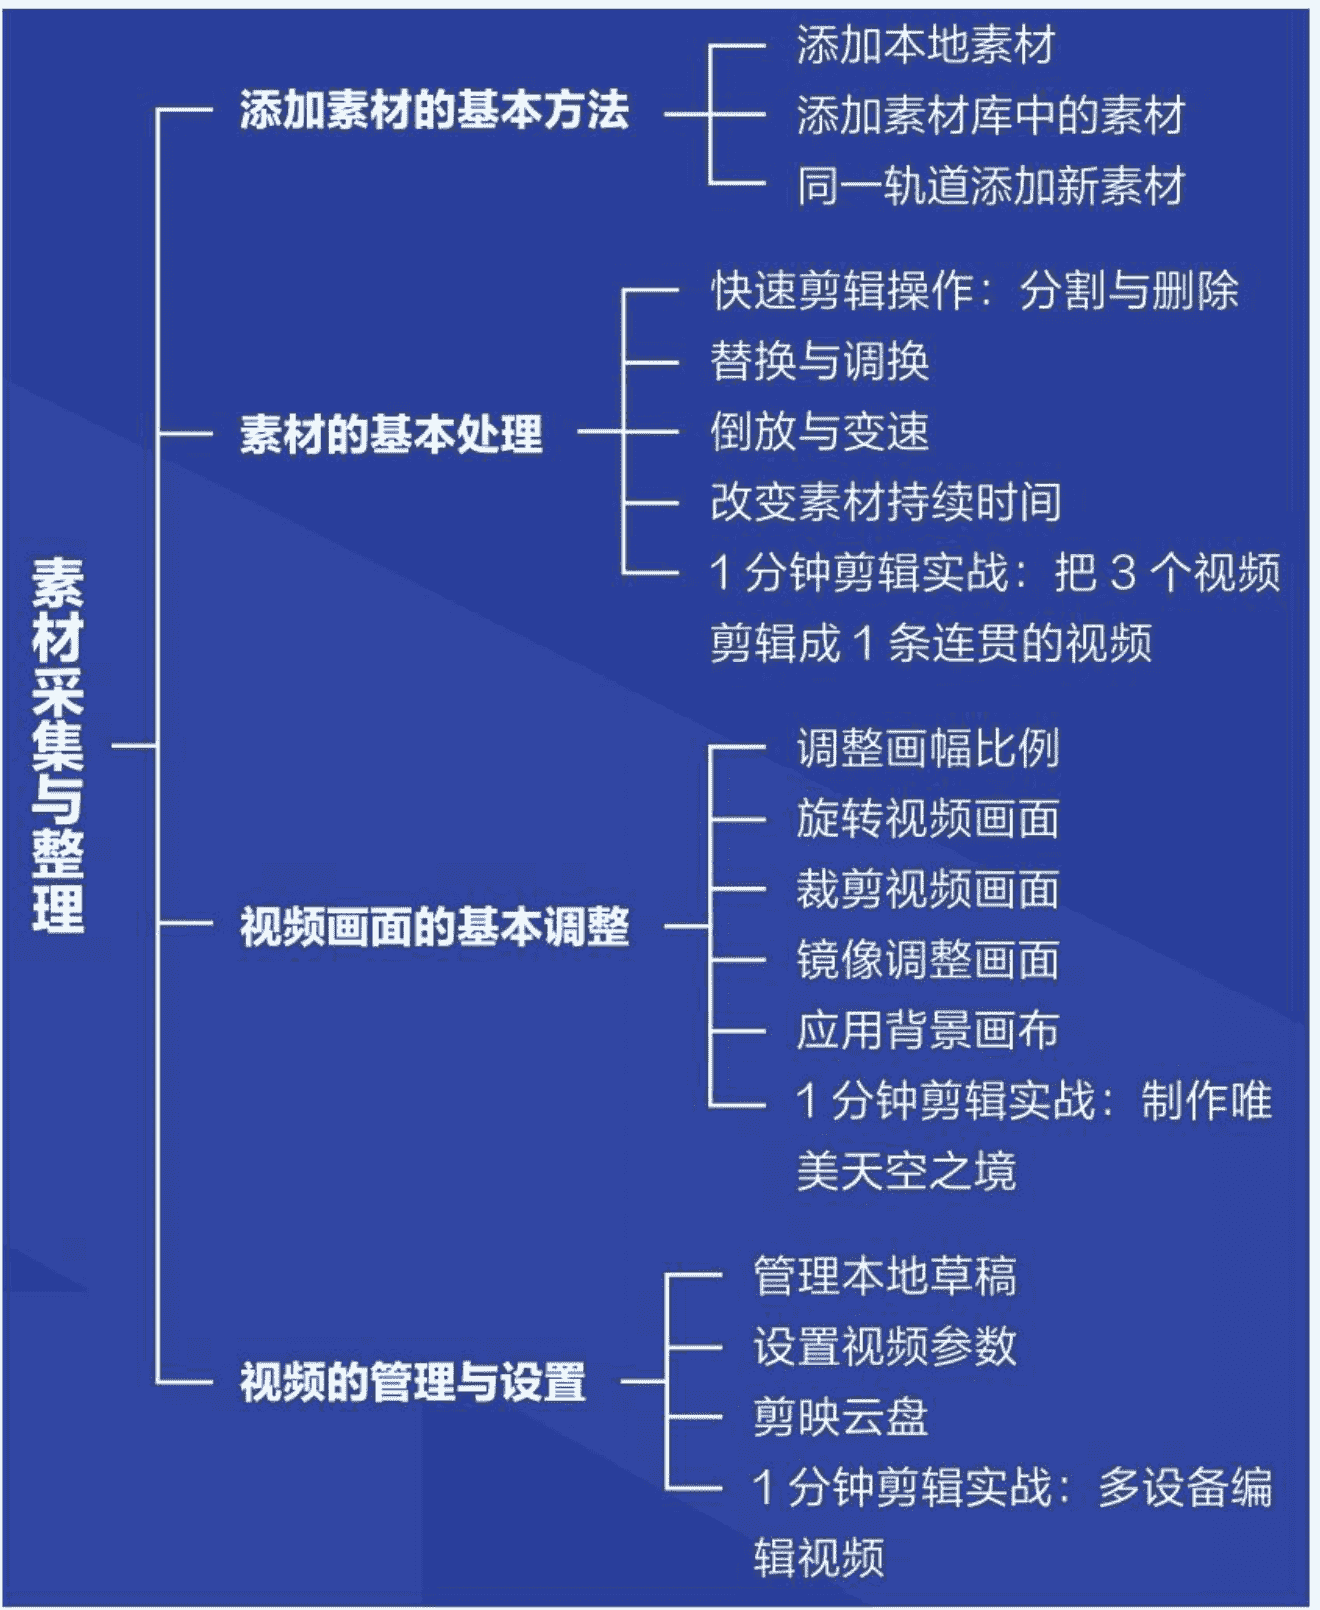 素材采集与整理
添加素材的基本方法
添加本地素材
添加素材库中的素材
同一轨道添加新素材
素材的基本处理
快速剪辑操作：分割与删除
替换与调换
倒放与变速
改变素材持续时间
1 分钟剪辑实战：把 3 个视频
剪辑成 1 条连贯的视频
视频画面的基本调整
调整画幅比例
旋转视频画面
裁剪视频画面
镜像调整画面
应用背景画布
1 分钟剪辑实战：制作唯
美天空之境
视频的管理与设置
管理本地草稿
设置视频参数
剪映云盘
1 分钟剪辑实战：多设备编
辑视频